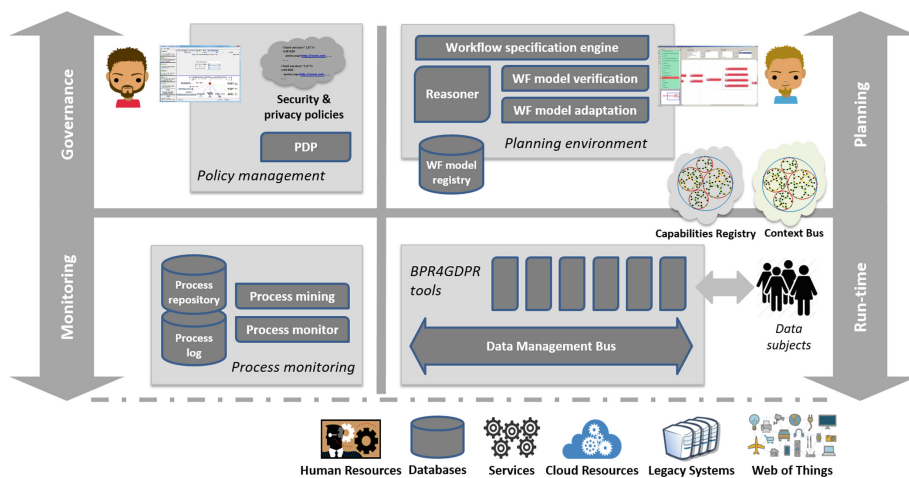 Governance
Security &
privacy policies
PDP
Policy management
Workflow specification engine
Reasoner
WF model verification
WF model adaptation
Planning environment
WF model
registry
Planning
Capabilities Registry
Context Bus
Monitoring
Process
repository
Process
log
Process mining
Process monitor
Process monitoring
BPR4GDPR
tools
Data Management Bus
Data
subjects
Run-time
Human Resources
Databases
Services
Cloud Resources
Legacy Systems
Web of Things